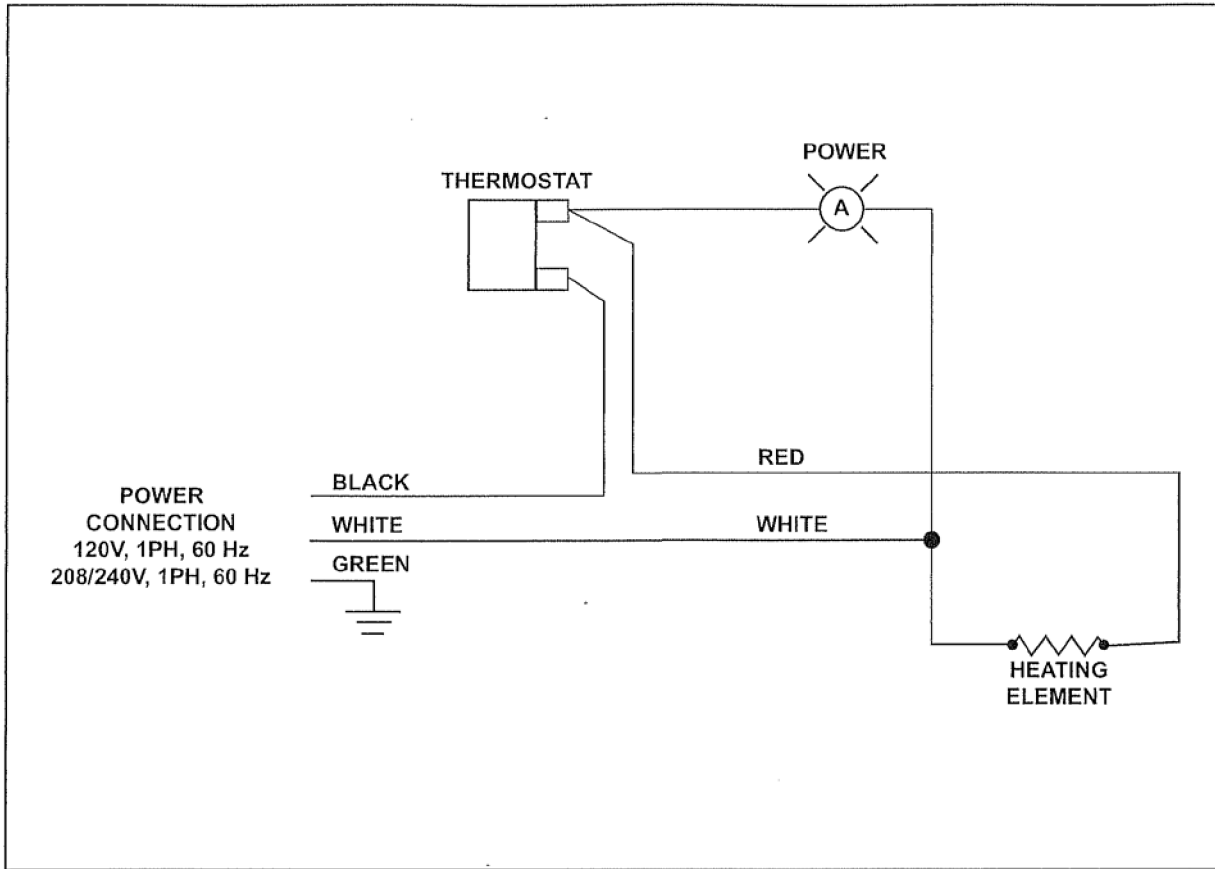 POWER
THERMOSTAT
A
RED
BLACK
POWER
CONNECTION
120V, 1PH, 60 Hz
208/240V, 1PH, 60 Hz
WHITE
WHITE
GREEN
HEATING
ELEMENT